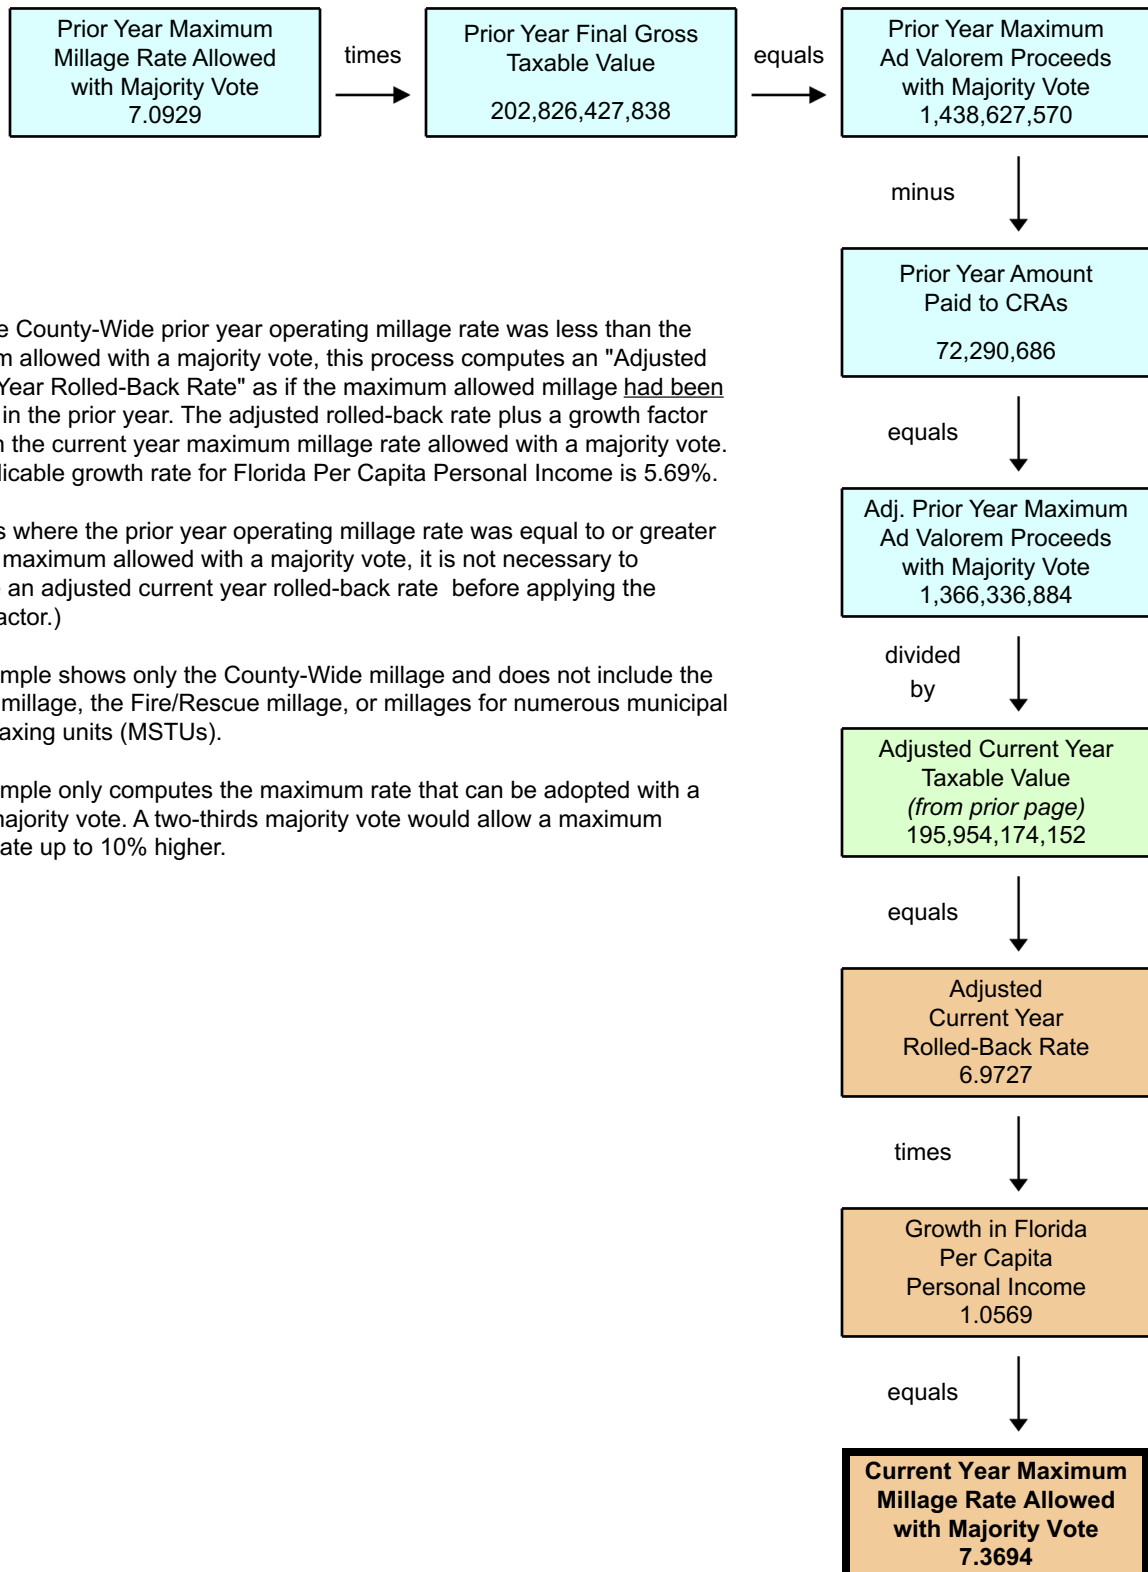 Prior Year Maximum
Millage Rate Allowed
with Majority Vote
7.0929
times
Prior Year Final Gross
Taxable Value
202,826,427,838
equals
Prior Year Maximum
Ad Valorem Proceeds
with Majority Vote
1,438,627,570
minus
Prior Year Amount
Paid to CRAs
72,290,686
equals
Adj. Prior Year Maximum
Ad Valorem Proceeds
with Majority Vote
1,366,336,884
divided
by
Adjusted Current Year
Taxable Value
(from prior page)
195,954,174,152
equals
Adjusted
Current Year
Rolled-Back Rate
6.9727
times
Growth in Florida
Per Capita
Personal Income
1.0569
equals
Current Year Maximum
Millage Rate Allowed
with Majority Vote
7.3694
County-Wide prior year operating millage rate was less than the
allowed with a majority vote, this process computes an "Adjusted
Year Rolled-Back Rate" as if the maximum allowed millage had been
in the prior year. The adjusted rolled-back rate plus a growth factor
the current year maximum millage rate allowed with a majority vote.
growth rate for Florida Per Capita Personal Income is 5.69%.
where the prior year operating millage rate was equal to or greater
maximum allowed with a majority vote, it is not necessary to
an adjusted current year rolled-back rate before applying the
actor.)
mple shows only the County-Wide millage and does not include the
millage, the Fire/Rescue millage, or millages for numerous municipal
axing units (MSTUs).
mple only computes the maximum rate that can be adopted with a
majority vote. A two-thirds majority vote would allow a maximum
ate up to 10% higher.